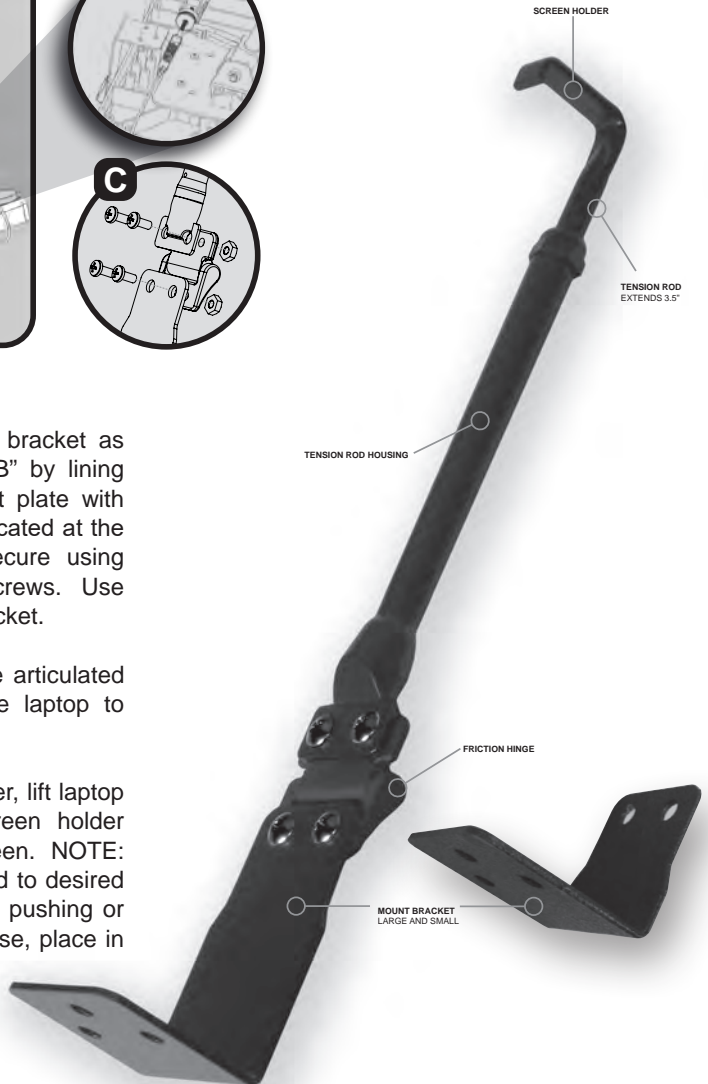 SCREEN HOLDER
C
TENSION ROD
EXTENDS 3.5"
TENSION ROD HOUSING
bracket as
B” by lining
t plate with
cated at the
ecure using
crews. Use
cket.
e articulated
e laptop to
er, lift laptop
reen holder
een. NOTE:
d to desired
pushing or
se, place in
FRICTION HINGE
MOUNT BRACKET
LARGE AND SMALL